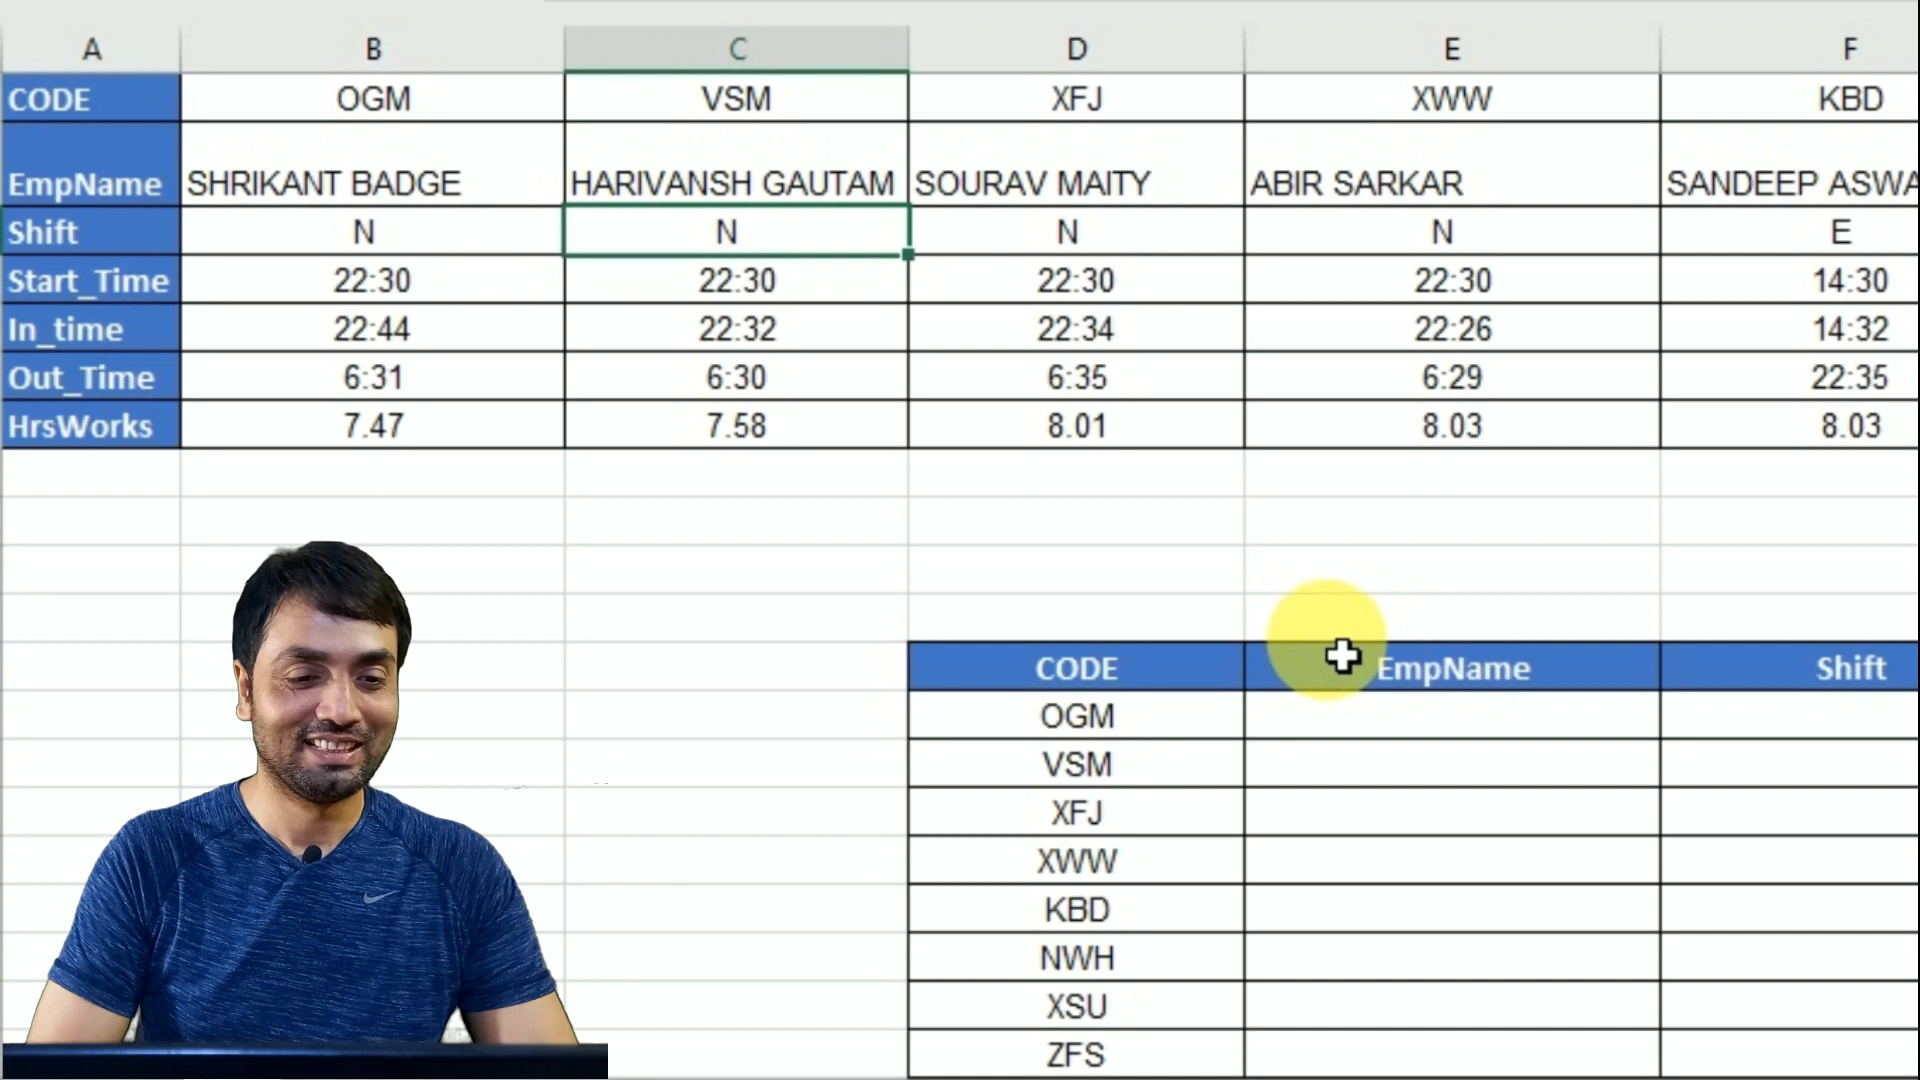 A B C D E F
CODE OGM VSM XFJ XWW KBD
EmpName SHRIKANT BADGE HARIVANSH GAUTAM SOURAV MAITY ABIR SARKAR SANDEEP ASWA
Shift N N N N E
Start_Time 22:30 22:30 22:30 22:30 14:30
In_time 22:44 22:32 22:34 22:26 14:32
Out_Time 6:31 6:30 6:35 6:29 22:35
HrsWorks 7.47 7.58 8.01 8.03 8.03
CODE EmpName Shift
OGM
VSM
XFJ
XWW
KBD
NWH
XSU
ZFS